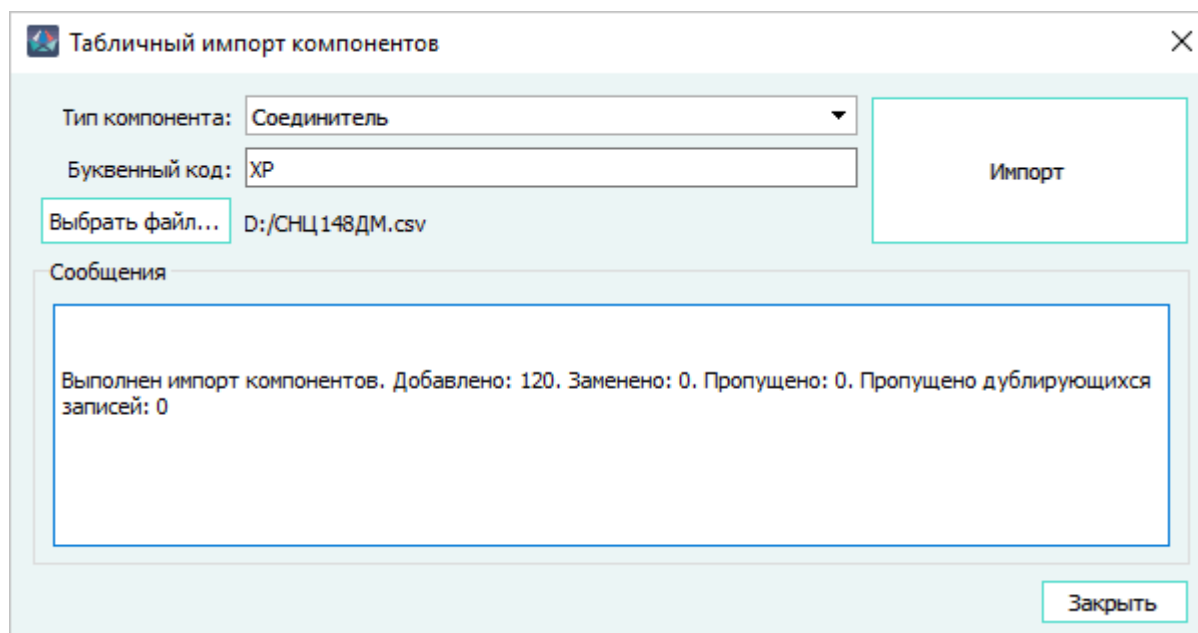 Табличный импорт компонентов
Тип компонента: Соединитель
Буквенный код: XP
Импорт
Выбрать файл... D:/СНЦ148ДМ.csv
Сообщения
Выполнен импорт компонентов. Добавлено: 120. Заменено: 0. Пропущено: 0. Пропущено дублирующихся
записей: 0
Закрыть